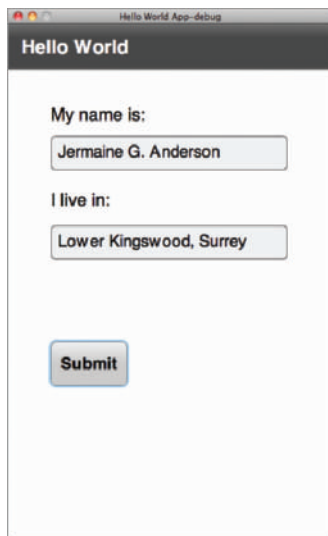 Hello World App-debug
Hello World
My name is:
Jermaine G. Anderson
I live in:
Lower Kingswood, Surrey
Submit